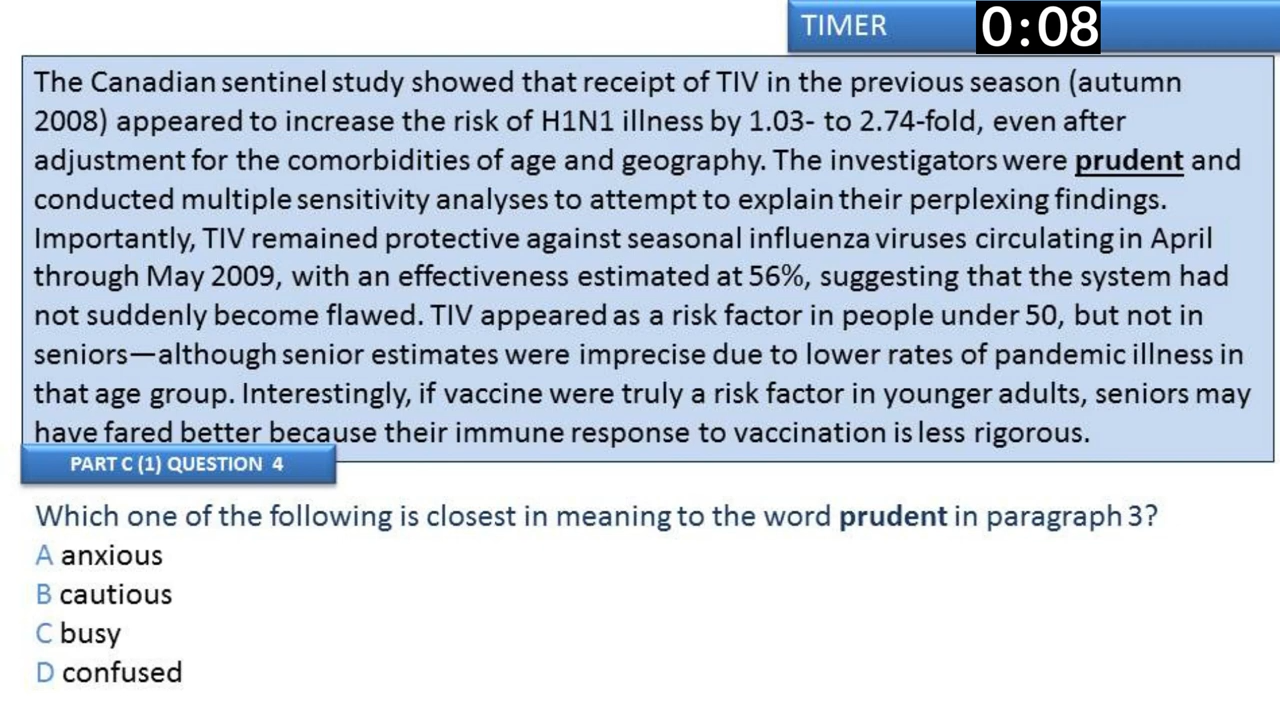 TIMER 0:08
The Canadian sentinel study showed that receipt of TIV in the previous season (autumn
2008) appeared to increase the risk of H1N1 illness by 1.03- to 2.74-fold, even after
adjustment for the comorbidities of age and geography. The investigators were prudent and
conducted multiple sensitivity analyses to attempt to explain their perplexing findings.
Importantly, TIV remained protective against seasonal influenza viruses circulating in April
through May 2009, with an effectiveness estimated at 56%, suggesting that the system had
not suddenly become flawed. TIV appeared as a risk factor in people under 50, but not in
seniors—although senior estimates were imprecise due to lower rates of pandemic illness in
that age group. Interestingly, if vaccine were truly a risk factor in younger adults, seniors may
have fared better because their immune response to vaccination is less rigorous.
PART C (1) QUESTION 4
Which one of the following is closest in meaning to the word prudent in paragraph 3?
A anxious
B cautious
C busy
D confused